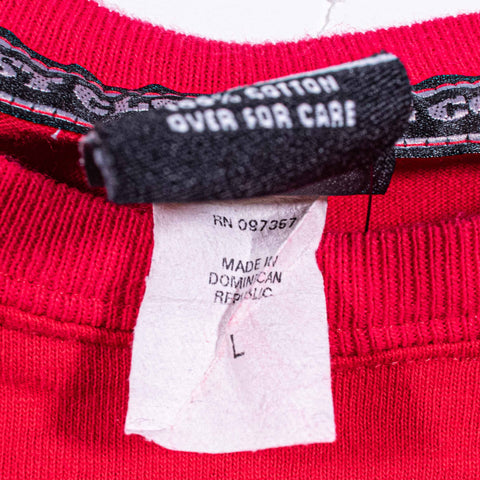 COTTON
OVER FOR CARE
RN 097367
MADE IN
DOMINICAN
REPUBLIC
L